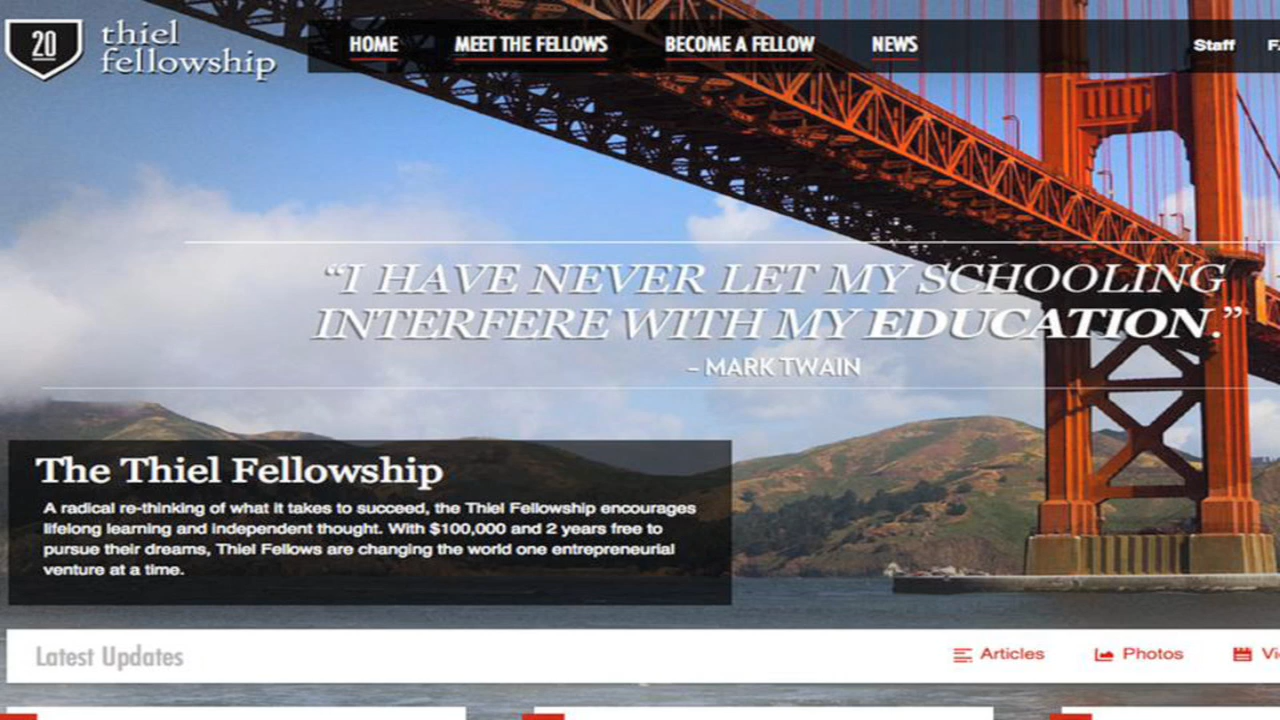 20
thiel
fellowship
HOME MEET THE FELLOWS BECOME A FELLOW NEWS Staff
“I HAVE NEVER LET MY SCHOOLING
INTERFERE WITH MY EDUCATION.”
– MARK TWAIN
The Thiel Fellowship
A radical re-thinking of what it takes to succeed, the Thiel Fellowship encourages
lifelong learning and independent thought. With $100,000 and 2 years free to
pursue their dreams, Thiel Fellows are changing the world one entrepreneurial
venture at a time.
Latest Updates Articles Photos